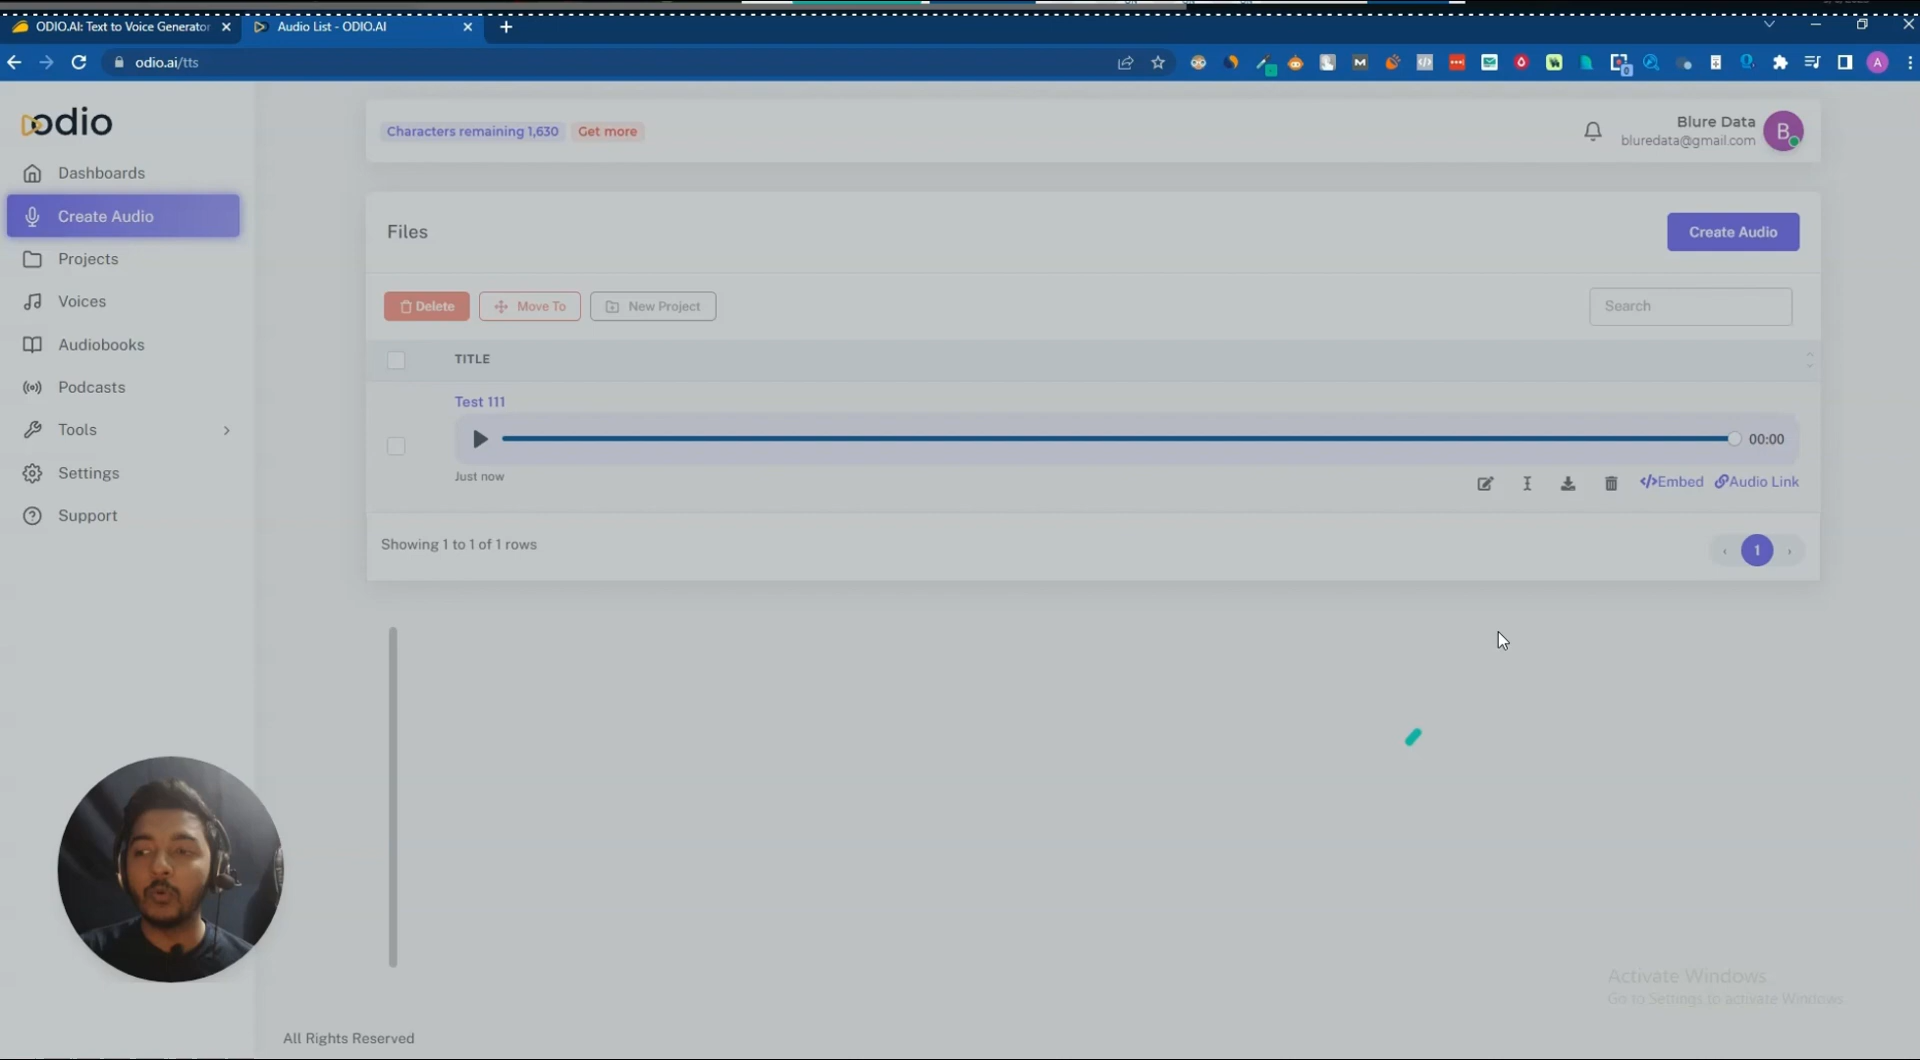 ODIO.AI: Text to Voice Generator
Audio List - ODIO.AI
odio.ai/tts
odio
Characters remaining 1,630
Get more
Blure Data
bluredata@gmail.com
B
A
Dashboards
Create Audio
Projects
Voices
Audiobooks
Podcasts
Tools
Settings
Support
Files
Create Audio
Delete
Move To
New Project
Search
TITLE
Test 111
00:00
Just now
</>Embed
Audio Link
Showing 1 to 1 of 1 rows
‹ 1 ›
Activate Windows
Go to Settings to activate Windows
All Rights Reserved